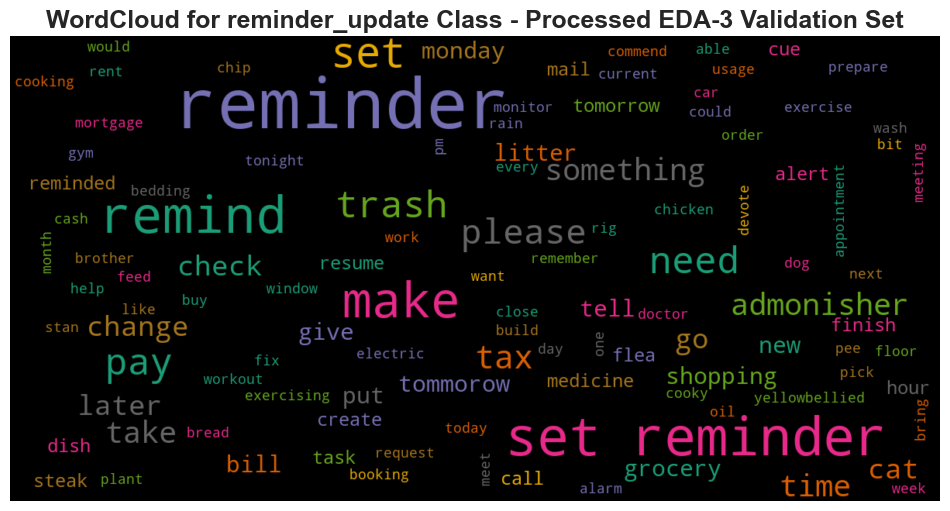 WordCloud for reminder_update Class - Processed EDA-3 Validation Set
would set monday commend able cue
cooking rent chip mail current usage prepare
reminder monitor tomorrow car could exercise
mortgage rain order wash
gym tonight pm litter every something bit
reminded bedding alert meeting
cash remind trash please rig chicken devote appointment
month brother work remember need dog next
feed check resume want
help buy window like make close tell doctor admonisher
stan change give build day one flea go new finish pee floor
pay fix electric tax
workout tommorow medicine shopping pick hour
later exercising put cooky yellowbellied
take create today oil bring
dish bread set reminder
bill task request meet grocery cat
steak plant booking call alarm time week